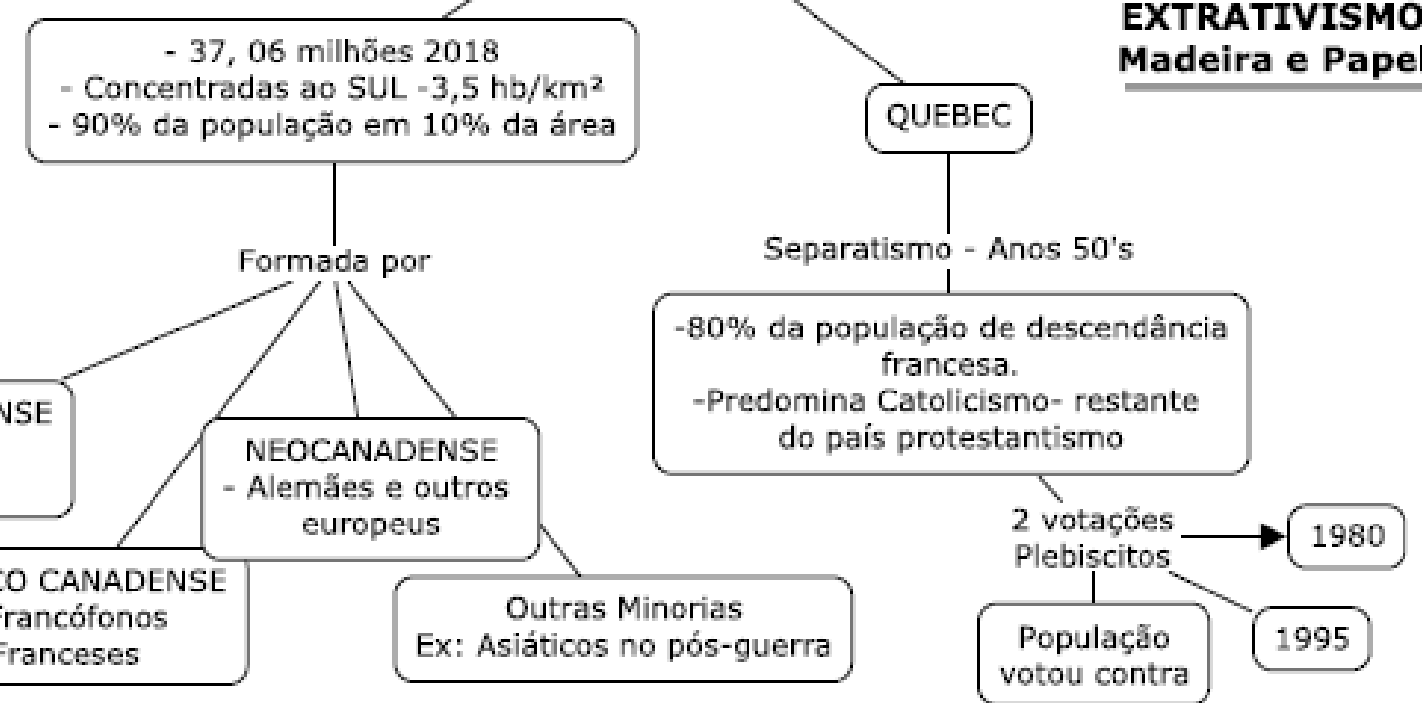 EXTRATIVISMO
Madeira e Papel
- 37, 06 milhões 2018
- Concentradas ao SUL -3,5 hb/km²
- 90% da população em 10% da área
QUEBEC
Formada por
Separatismo - Anos 50's
-80% da população de descendância
francesa.
-Predomina Catolicismo- restante
do país protestantismo
NSE
NEOCANADENSE
- Alemães e outros
europeus
2 votações
Plebiscitos
1980
CO CANADENSE
Francófonos
Franceses
Outras Minorias
Ex: Asiáticos no pós-guerra
População
votou contra
1995